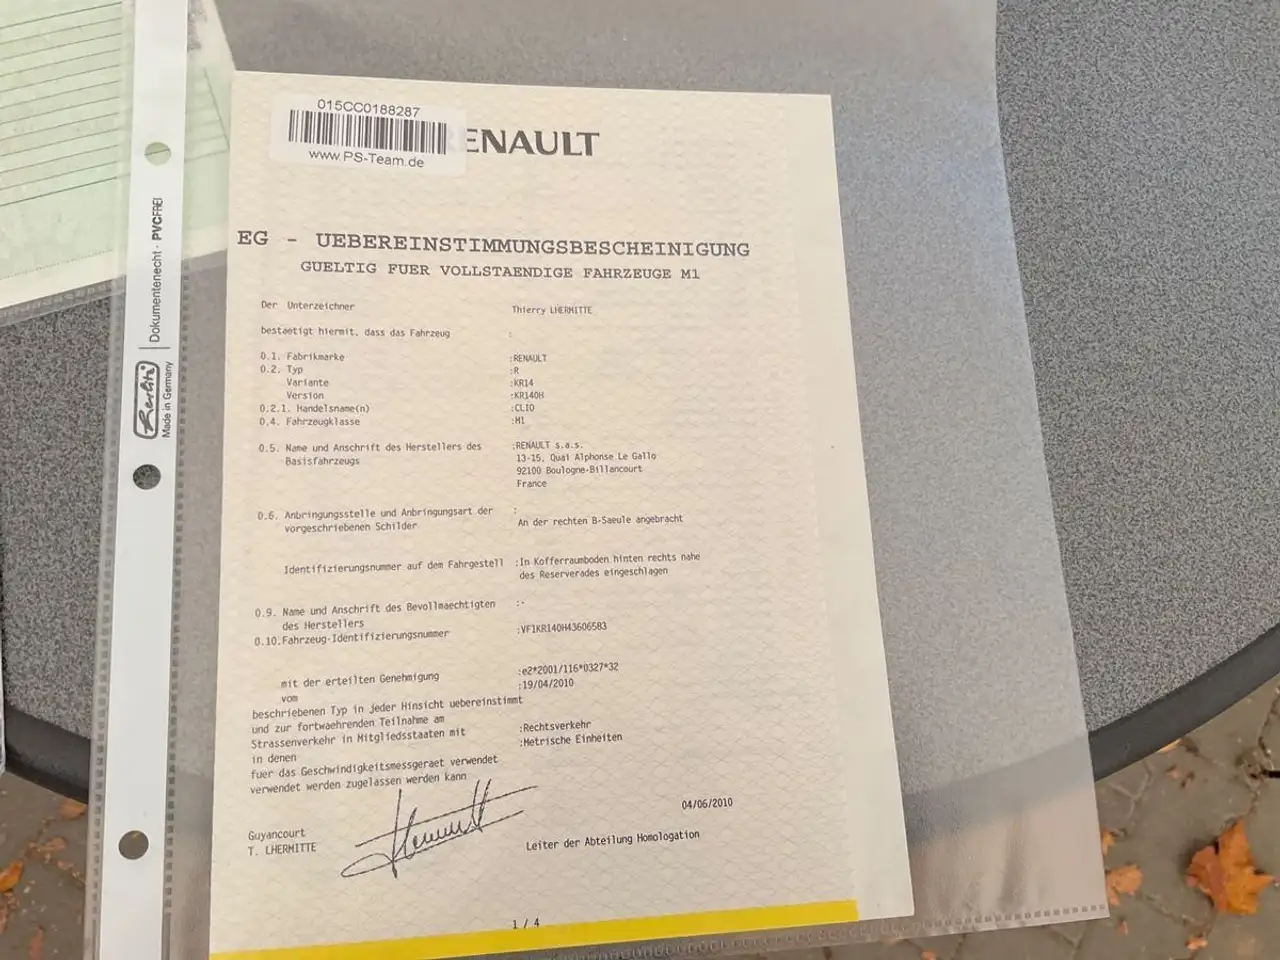 015CC0188287
www.PS-Team.de
RENAULT
EG - UEBEREINSTIMMUNGSBESCHEINIGUNG
GUELTIG FUER VOLLSTAENDIGE FAHRZEUGE M1
Der Unterzeichner Thierry LHERMITTE
bestaetigt hiermit, dass das Fahrzeug :
0.1. Fabrikmarke :RENAULT
0.2. Typ :R
Variante :KR14
Version :KR140H
0.2.1. Handelsname(n) :CLIO
0.4. Fahrzeugklasse :M1
0.5. Name und Anschrift des Herstellers des :RENAULT s.a.s.
Basisfahrzeugs 13-15, Quai Alphonse Le Gallo
92100 Boulogne-Billancourt
France
0.6. Anbringungsstelle und Anbringungsart der :
vorgeschriebenen Schilder An der rechten B-Saeule angebracht
Identifizierungsnummer auf dem Fahrgestell :In Kofferraumboden hinten rechts nahe
des Reserverades eingeschlagen
0.9. Name und Anschrift des Bevollmaechtigten :-
des Herstellers
0.10.Fahrzeug-Identifizierungsnummer :VF1KR140H43606583
mit der erteilten Genehmigung :e2*2001/116*0327*32
vom :19/04/2010
beschriebenen Typ in jeder Hinsicht uebereinstimmt
und zur fortwaehrenden Teilnahme am
Strassenverkehr in Mitgliedsstaaten mit :Rechtsverkehr
in denen :Metrische Einheiten
fuer das Geschwindigkeitsmessgeraet verwendet
verwendet werden zugelassen werden kann
04/06/2010
Guyancourt
T. LHERMITTE
Leiter der Abteilung Homologation
1 / 4
Dokumentenecht · PVCFREI
Herlitz
Made in Germany